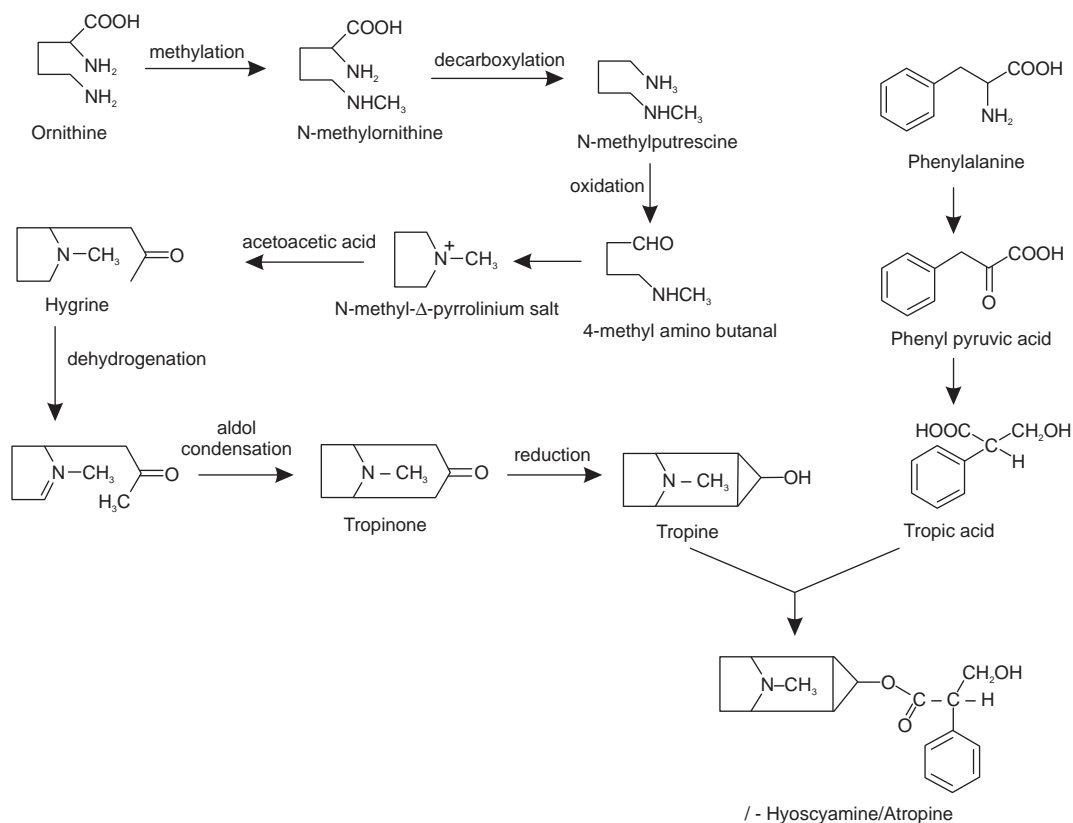 COOH
NH2
NH2
Ornithine
methylation
COOH
NH2
NHCH3
N-methylornithine
decarboxylation
NH3
NHCH3
N-methylputrescine
COOH
NH2
Phenylalanine
oxidation
CHO
NHCH3
4-methyl amino butanal
+
N CH3
N-methyl-Δ-pyrrolinium salt
acetoacetic acid
N CH3
O
Hygrine
COOH
O
Phenyl pyruvic acid
dehydrogenation
N CH3
O
H3C
aldol
condensation
N CH3
O
Tropinone
reduction
N CH3
OH
Tropine
HOOC
CH2OH
C
H
Tropic acid
N CH3
O
C
O
C
H
CH2OH
l - Hyoscyamine/Atropine